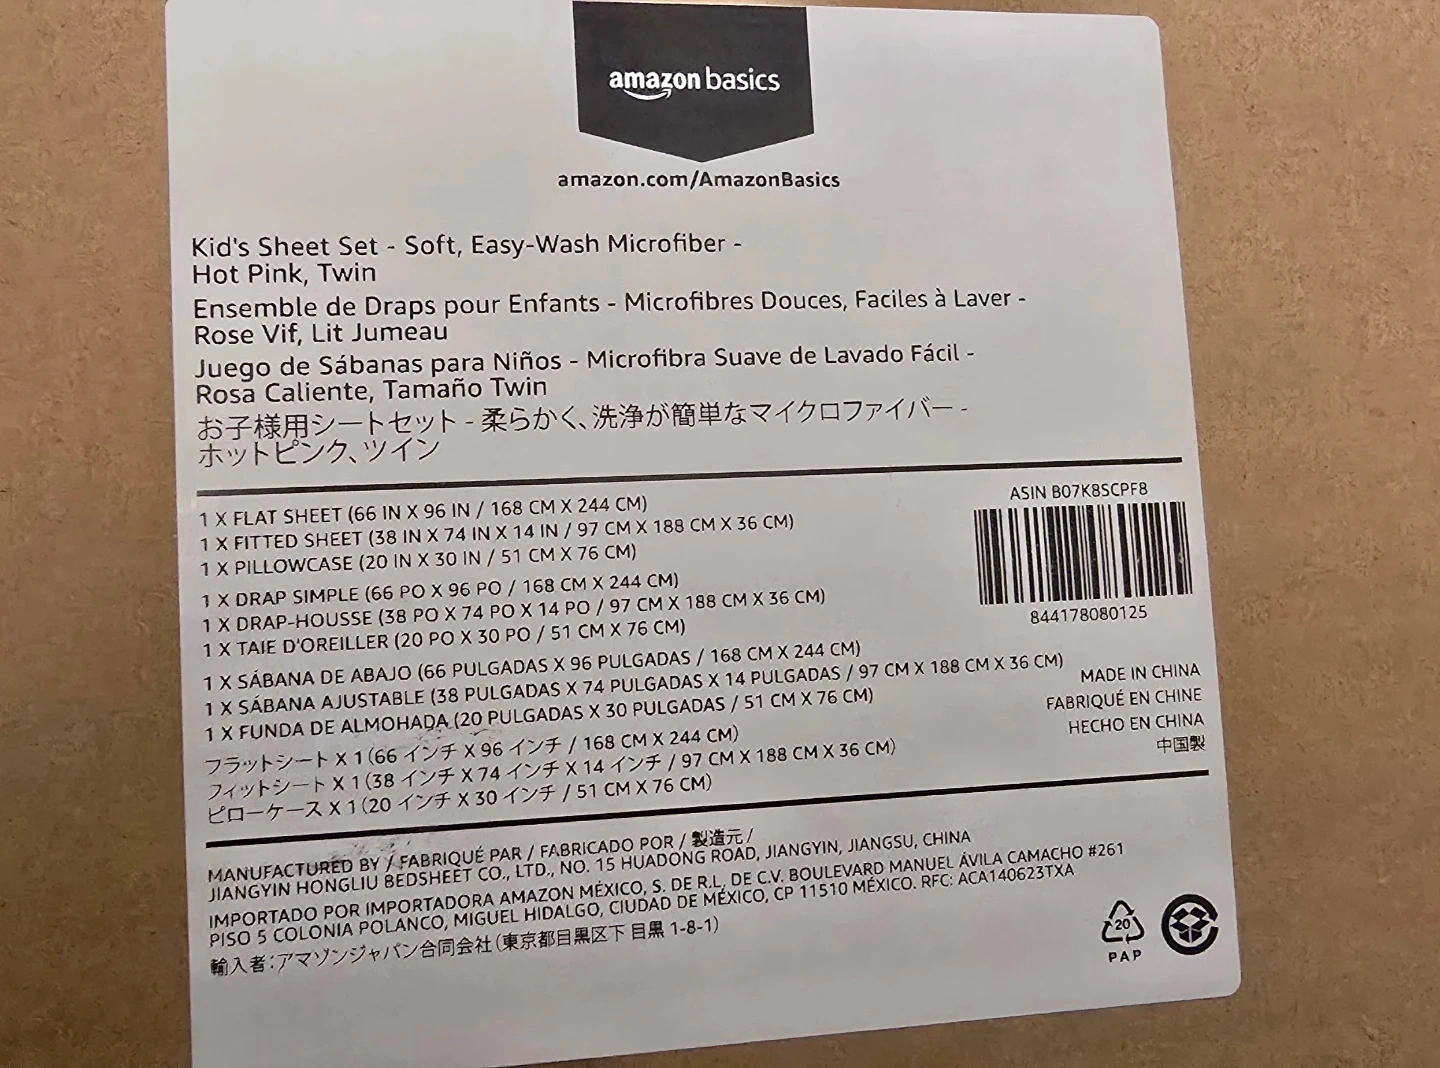 amazon basics
amazon.com/AmazonBasics
Kid's Sheet Set - Soft, Easy-Wash Microfiber -
Hot Pink, Twin
Ensemble de Draps pour Enfants - Microfibres Douces, Faciles à Laver -
Rose Vif, Lit Jumeau
Juego de Sábanas para Niños - Microfibra Suave de Lavado Fácil -
Rosa Caliente, Tamaño Twin
お子様用シートセット - 柔らかく、洗浄が簡単なマイクロファイバー -
ホットピンク、ツイン
1 X FLAT SHEET (66 IN X 96 IN / 168 CM X 244 CM)
1 X FITTED SHEET (38 IN X 74 IN X 14 IN / 97 CM X 188 CM X 36 CM)
1 X PILLOWCASE (20 IN X 30 IN / 51 CM X 76 CM)
1 X DRAP SIMPLE (66 PO X 96 PO / 168 CM X 244 CM)
1 X DRAP-HOUSSE (38 PO X 74 PO X 14 PO / 97 CM X 188 CM X 36 CM)
1 X TAIE D'OREILLER (20 PO X 30 PO / 51 CM X 76 CM)
1 X SÁBANA DE ABAJO (66 PULGADAS X 96 PULGADAS / 168 CM X 244 CM)
1 X SÁBANA AJUSTABLE (38 PULGADAS X 74 PULGADAS X 14 PULGADAS / 97 CM X 188 CM X 36 CM)
1 X FUNDA DE ALMOHADA (20 PULGADAS X 30 PULGADAS / 51 CM X 76 CM)
フラットシート X 1(66 インチ X 96 インチ / 168 CM X 244 CM)
フィットシート X 1(38 インチ X 74 インチ X 14 インチ / 97 CM X 188 CM X 36 CM)
ピローケース X 1(20 インチ X 30 インチ / 51 CM X 76 CM)
ASIN B07K8SCPF8
844178080125
MADE IN CHINA
FABRIQUÉ EN CHINE
HECHO EN CHINA
中国製
MANUFACTURED BY / FABRIQUÉ PAR / FABRICADO POR / 製造元 /
JIANGYIN HONGLIU BEDSHEET CO., LTD., NO. 15 HUADONG ROAD, JIANGYIN, JIANGSU, CHINA
IMPORTADO POR IMPORTADORA AMAZON MÉXICO, S. DE R.L. DE C.V. BOULEVARD MANUEL ÁVILA CAMACHO #261
PISO 5 COLONIA POLANCO, MIGUEL HIDALGO, CIUDAD DE MÉXICO, CP 11510 MÉXICO. RFC: ACA140623TXA
輸入者:アマゾンジャパン合同会社(東京都目黒区下 目黒 1-8-1)
20
PAP